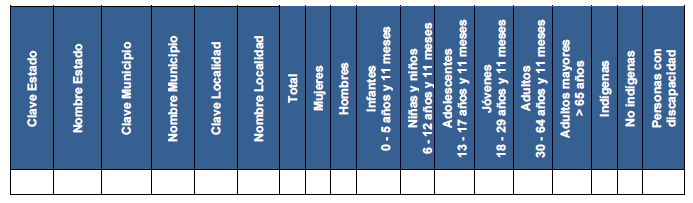 Clave Estado
Nombre Estado
Clave Municipio
Nombre Municipio
Clave Localidad
Nombre Localidad
Total
Mujeres
Hombres
Infantes
0 - 5 años y 11 meses
Niñas y niños
6 - 12 años y 11 meses
Adolescentes
13 - 17 años y 11 meses
Jóvenes
18 - 29 años y 11 meses
Adultos
30 - 64 años y 11 meses
Adultos mayores
> 65 años
Indígenas
No indígenas
Personas con
discapacidad